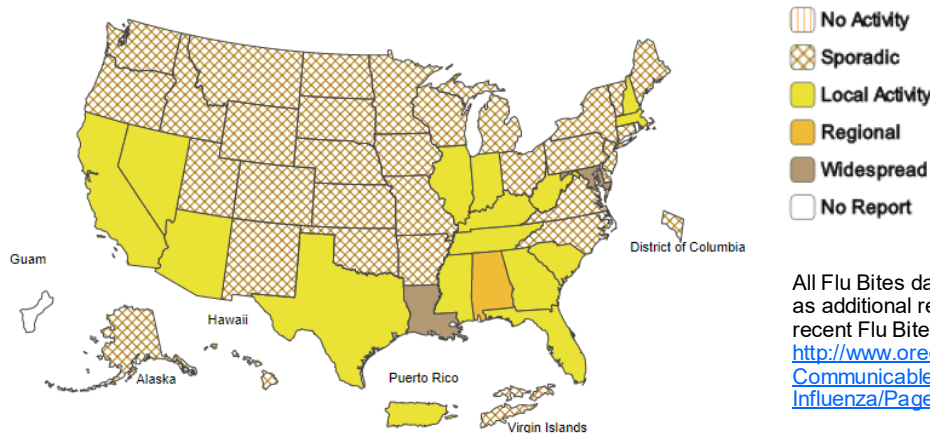 No Activity
Sporadic
Local Activity
Regional
Widespread
No Report
District of Columbia
Guam
Hawaii
Alaska
Puerto Rico
Virgin Islands
All Flu Bites da
as additional re
recent Flu Bite
http://www.ore
Communicable
Influenza/Page